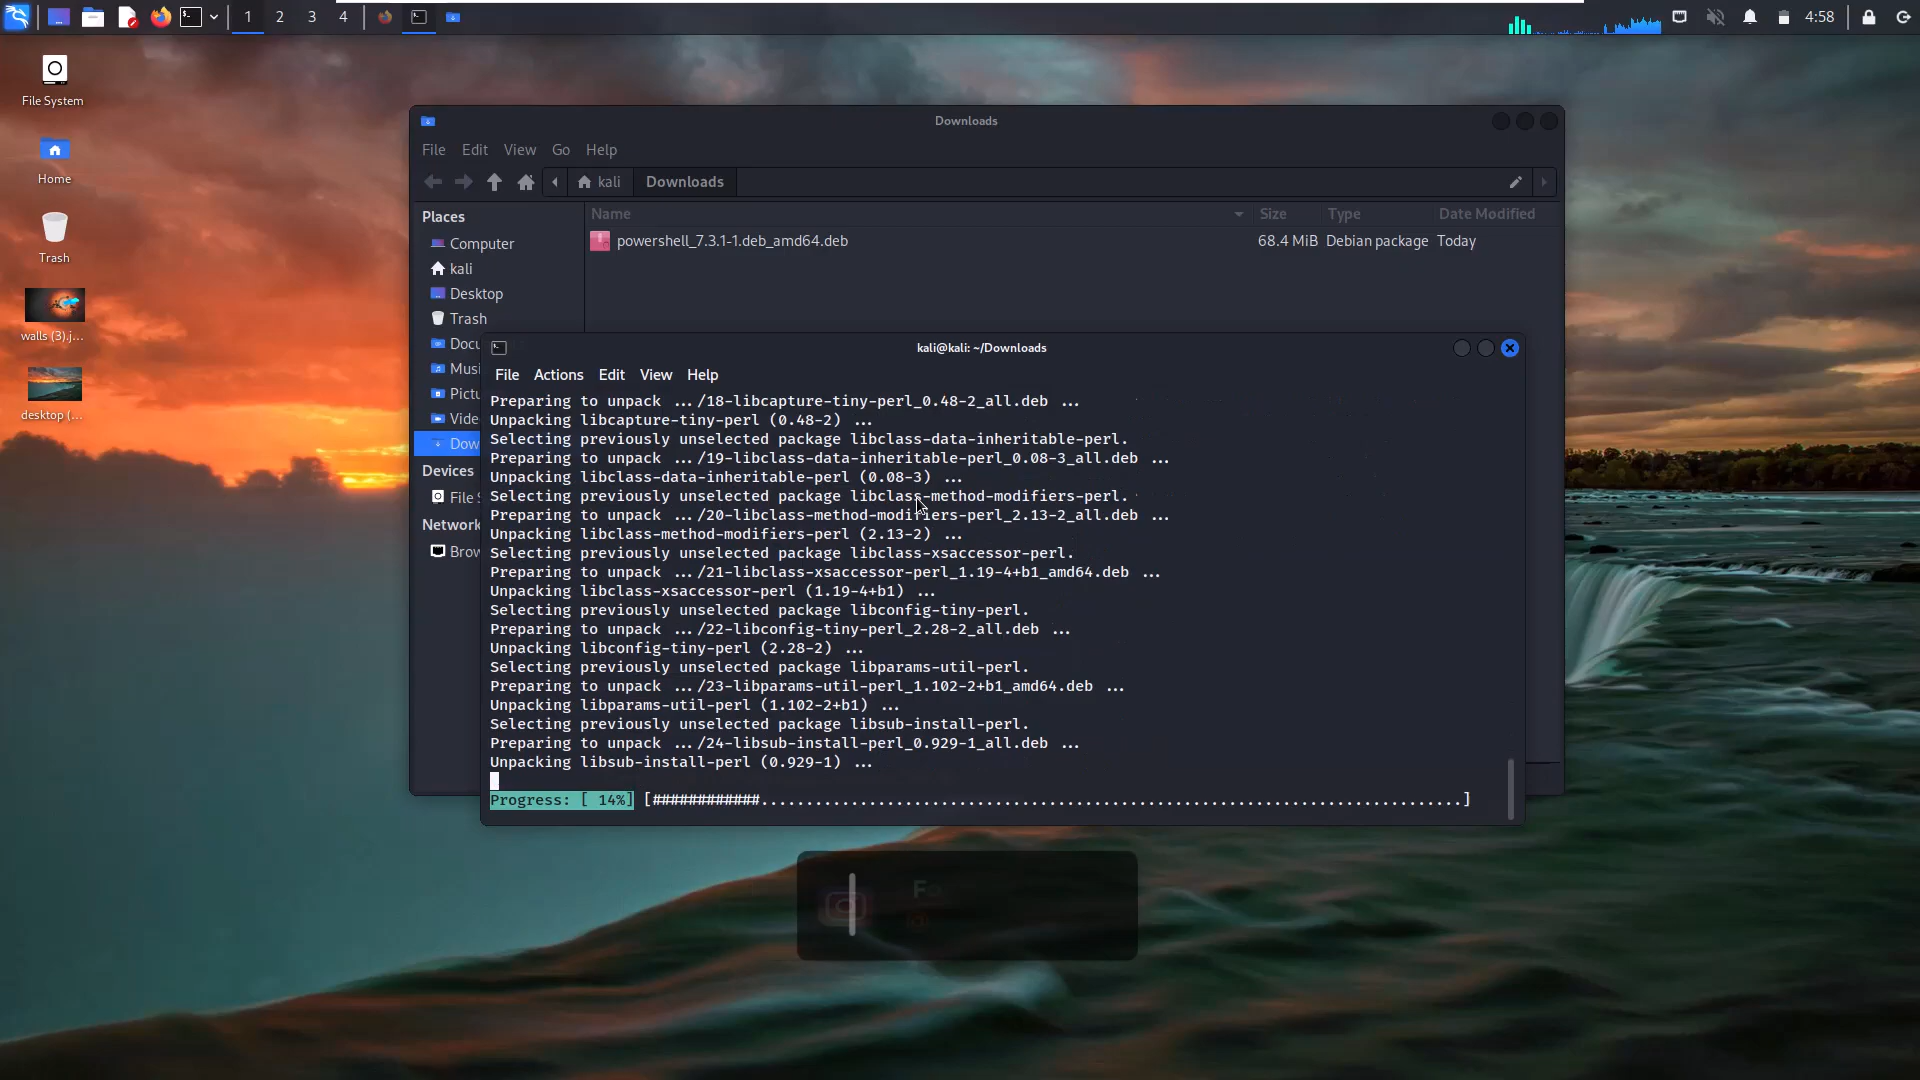 1 2 3 4
4:58
File System
Home
Trash
walls (3).j...
desktop (...
Downloads
File Edit View Go Help
kali Downloads
Places
Name Size Type Date Modified
Computer
powershell_7.3.1-1.deb_amd64.deb 68.4 MiB Debian package Today
kali
Desktop
Trash
Docu
Musi
Pictu
Vide
Dow
Devices
File S
Network
Brow
kali@kali: ~/Downloads
File Actions Edit View Help
Preparing to unpack .../18-libcapture-tiny-perl_0.48-2_all.deb ...
Unpacking libcapture-tiny-perl (0.48-2) ...
Selecting previously unselected package libclass-data-inheritable-perl.
Preparing to unpack .../19-libclass-data-inheritable-perl_0.08-3_all.deb ...
Unpacking libclass-data-inheritable-perl (0.08-3) ...
Selecting previously unselected package libclass-method-modifiers-perl.
Preparing to unpack .../20-libclass-method-modifiers-perl_2.13-2_all.deb ...
Unpacking libclass-method-modifiers-perl (2.13-2) ...
Selecting previously unselected package libclass-xsaccessor-perl.
Preparing to unpack .../21-libclass-xsaccessor-perl_1.19-4+b1_amd64.deb ...
Unpacking libclass-xsaccessor-perl (1.19-4+b1) ...
Selecting previously unselected package libconfig-tiny-perl.
Preparing to unpack .../22-libconfig-tiny-perl_2.28-2_all.deb ...
Unpacking libconfig-tiny-perl (2.28-2) ...
Selecting previously unselected package libparams-util-perl.
Preparing to unpack .../23-libparams-util-perl_1.102-2+b1_amd64.deb ...
Unpacking libparams-util-perl (1.102-2+b1) ...
Selecting previously unselected package libsub-install-perl.
Preparing to unpack .../24-libsub-install-perl_0.929-1_all.deb ...
Unpacking libsub-install-perl (0.929-1) ...
Progress: [ 14%] [############..............................................................................]